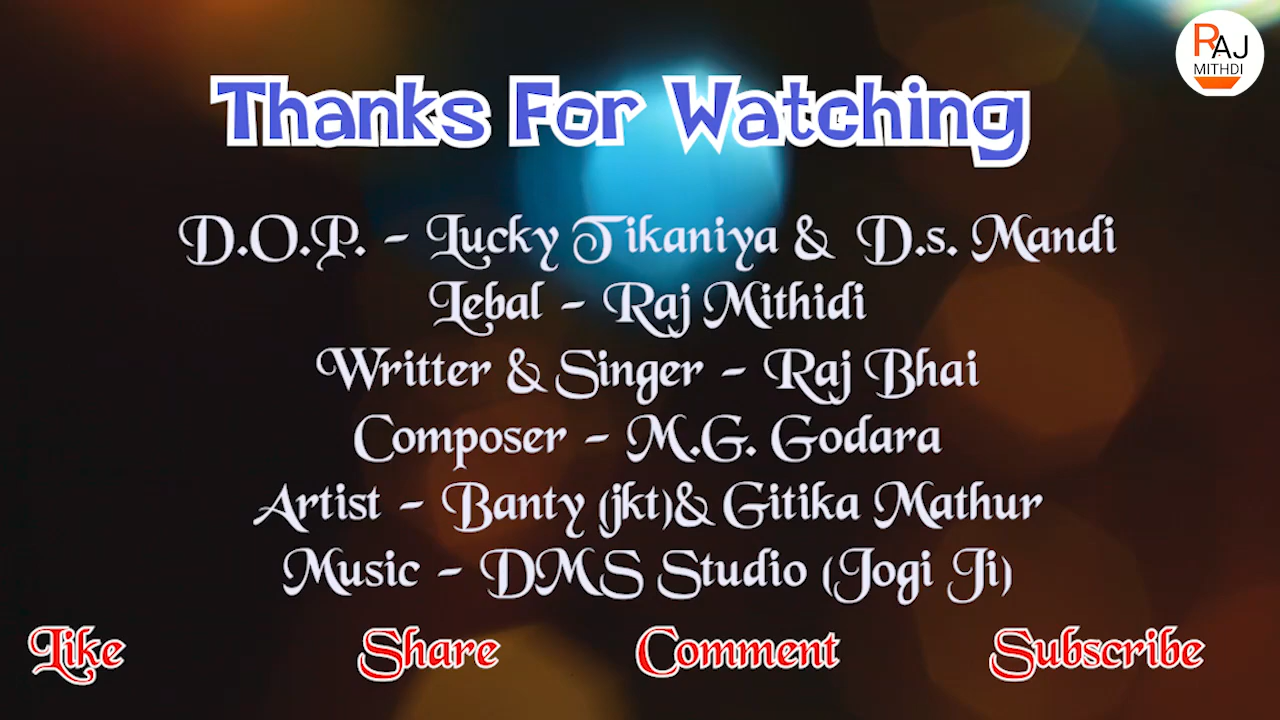 RAJ
MITHDI
Thanks For Watching
D.O.P. - Lucky Tikaniya & D.s. Mandi
Lebal - Raj Mithidi
Writter & Singer - Raj Bhai
Composer - M.G. Godara
Artist - Banty (jkt)& Gitika Mathur
Music - DMS Studio (Jogi Ji)
Like Share Comment Subscribe